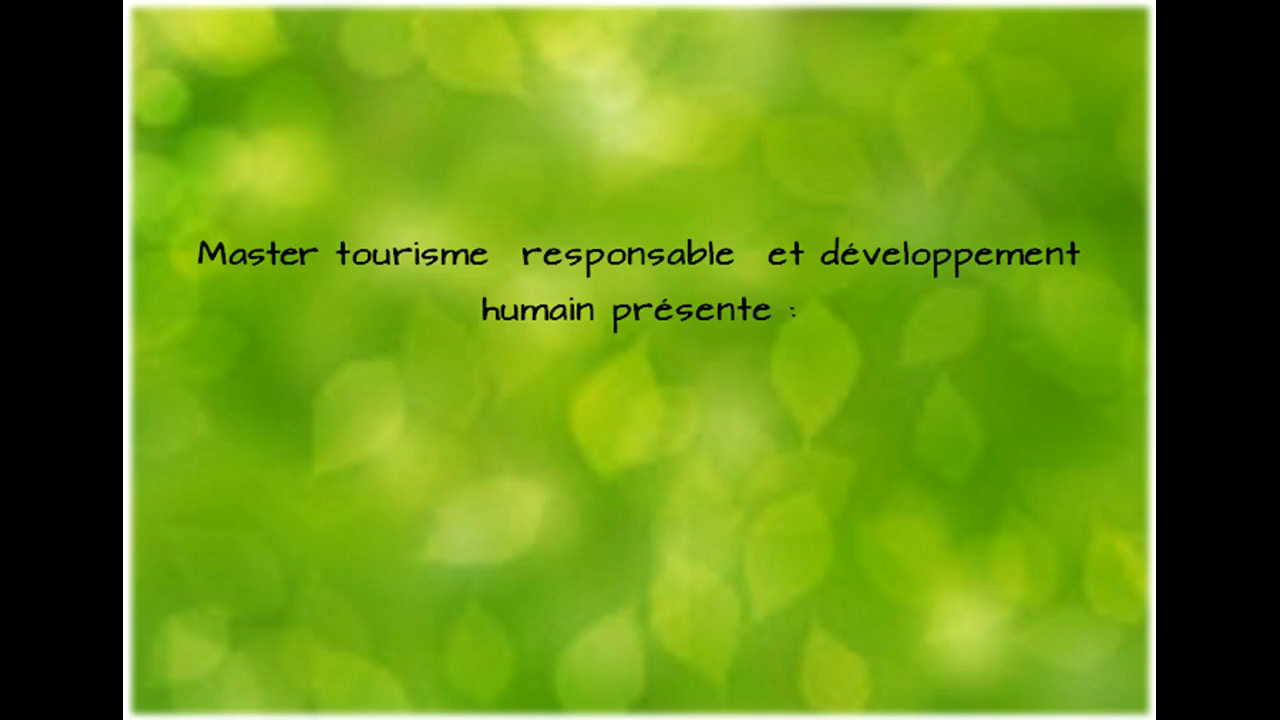 Master tourisme responsable et développement
humain présente :